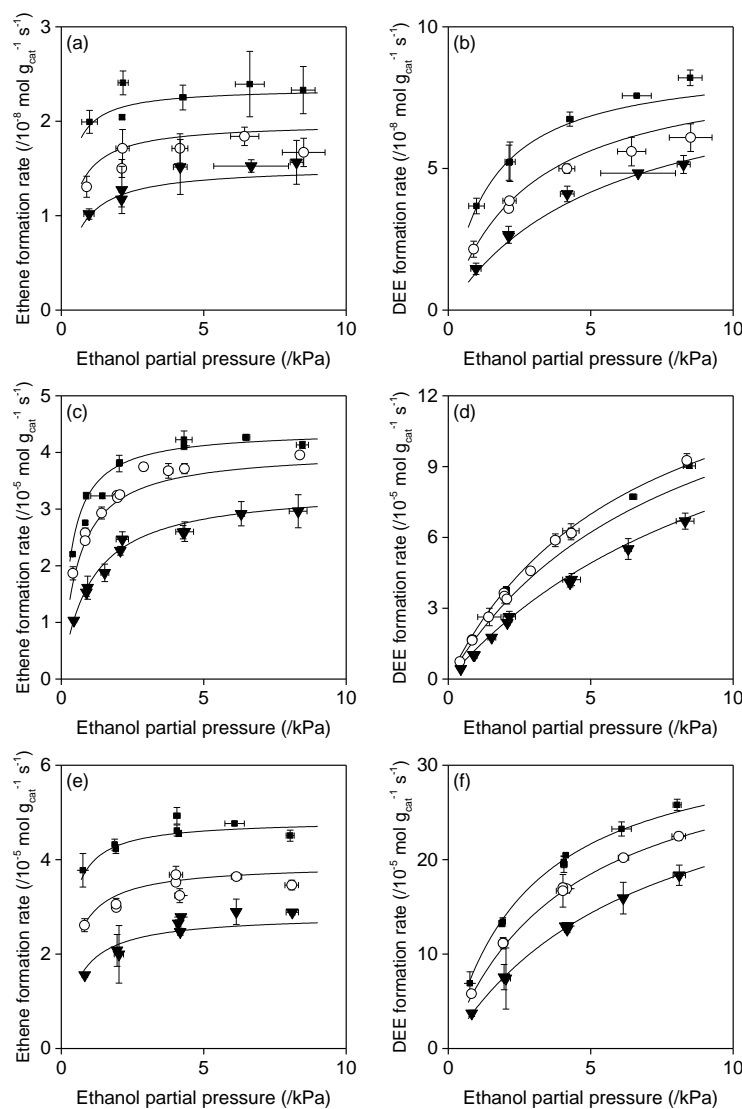 (a)
3
2
1
0
0 5 10
Ethene formation rate (/10⁻⁸ mol g_cat⁻¹ s⁻¹)
Ethanol partial pressure (/kPa)
(b)
10
5
0
0 5 10
DEE formation rate (/10⁻⁸ mol g_cat⁻¹ s⁻¹)
Ethanol partial pressure (/kPa)
(c)
5
4
3
2
1
0
0 5 10
Ethene formation rate (/10⁻⁵ mol g_cat⁻¹ s⁻¹)
Ethanol partial pressure (/kPa)
(d)
12
9
6
3
0
0 5 10
DEE formation rate (/10⁻⁵ mol g_cat⁻¹ s⁻¹)
Ethanol partial pressure (/kPa)
(e)
6
4
2
0
0 5 10
Ethene formation rate (/10⁻⁵ mol g_cat⁻¹ s⁻¹)
Ethanol partial pressure (/kPa)
(f)
30
20
10
0
0 5 10
DEE formation rate (/10⁻⁵ mol g_cat⁻¹ s⁻¹)
Ethanol partial pressure (/kPa)